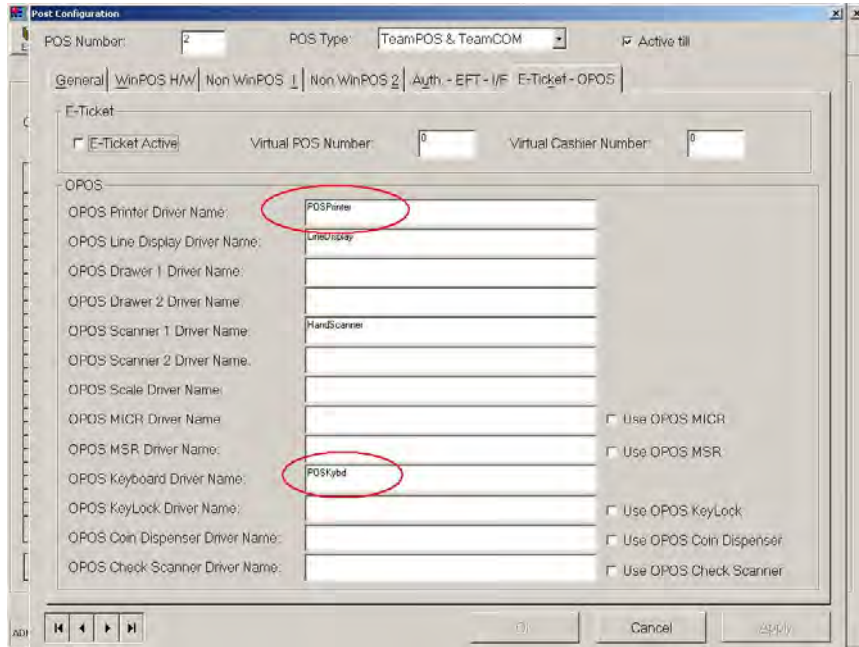 Post Configuration
POS Number: 2 POS Type: TeamPOS & TeamCOM Active till
General WinPOS H/W Non WinPOS 1 Non WinPOS 2 Auth. - EFT - I/F E-Ticket - OPOS
E-Ticket
E-Ticket Active Virtual POS Number: 0 Virtual Cashier Number: 0
OPOS
OPOS Printer Driver Name: POSPrinter
OPOS Line Display Driver Name: LineDisplay
OPOS Drawer 1 Driver Name:
OPOS Drawer 2 Driver Name:
OPOS Scanner 1 Driver Name: HandScanner
OPOS Scanner 2 Driver Name:
OPOS Scale Driver Name:
OPOS MICR Driver Name: Use OPOS MICR
OPOS MSR Driver Name: Use OPOS MSR
OPOS Keyboard Driver Name: POSKybd
OPOS KeyLock Driver Name: Use OPOS KeyLock
OPOS Coin Dispenser Driver Name: Use OPOS Coin Dispenser
OPOS Check Scanner Driver Name: Use OPOS Check Scanner
Cancel Apply